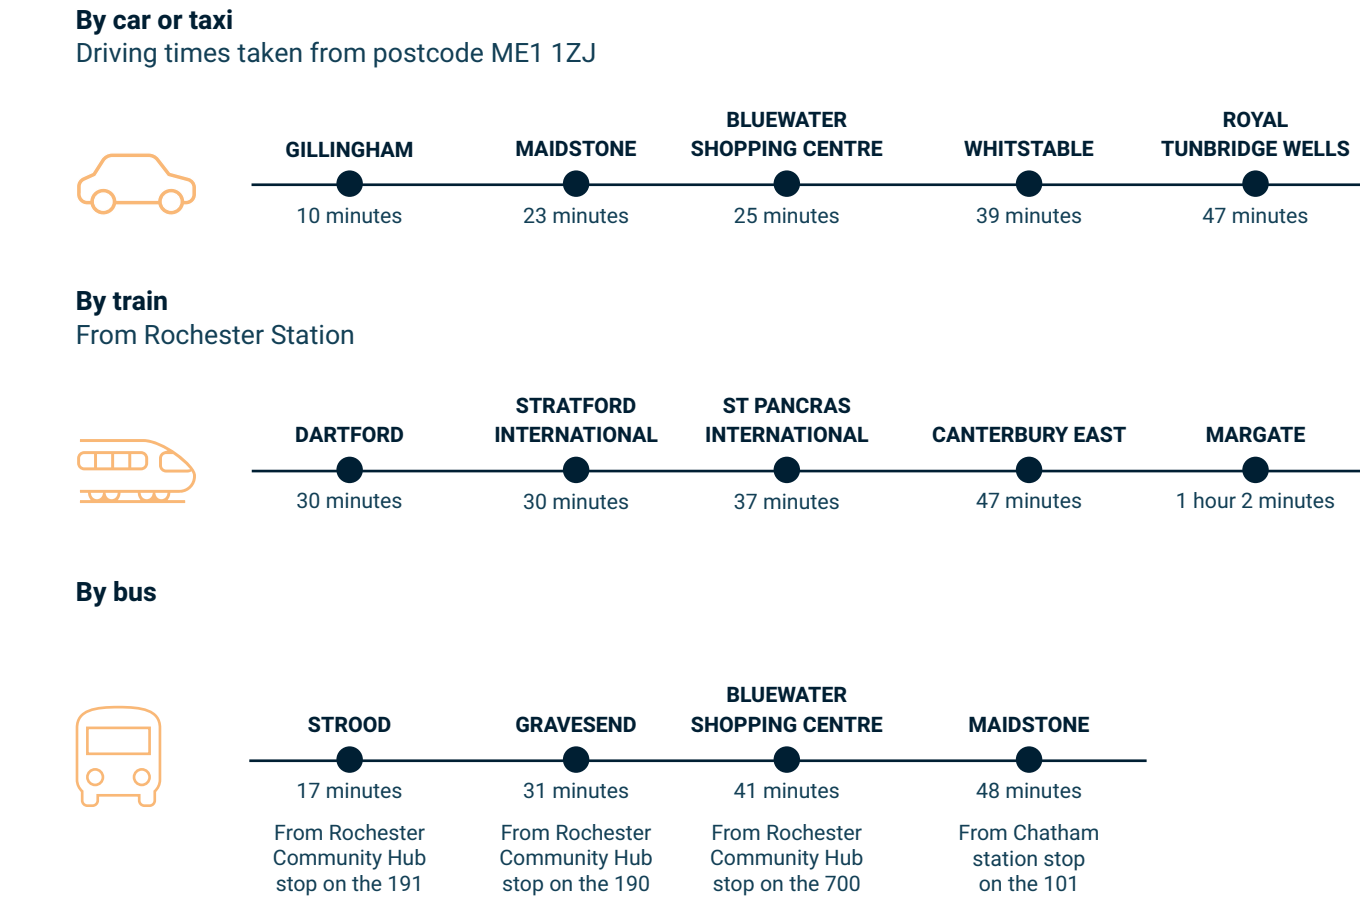 By car or taxi
Driving times taken from postcode ME1 1ZJ
GILLINGHAM
10 minutes
MAIDSTONE
23 minutes
BLUEWATER
SHOPPING CENTRE
25 minutes
WHITSTABLE
39 minutes
ROYAL
TUNBRIDGE WELLS
47 minutes
By train
From Rochester Station
DARTFORD
30 minutes
STRATFORD
INTERNATIONAL
30 minutes
ST PANCRAS
INTERNATIONAL
37 minutes
CANTERBURY EAST
47 minutes
MARGATE
1 hour 2 minutes
By bus
STROOD
17 minutes
From Rochester
Community Hub
stop on the 191
GRAVESEND
31 minutes
From Rochester
Community Hub
stop on the 190
BLUEWATER
SHOPPING CENTRE
41 minutes
From Rochester
Community Hub
stop on the 700
MAIDSTONE
48 minutes
From Chatham
station stop
on the 101